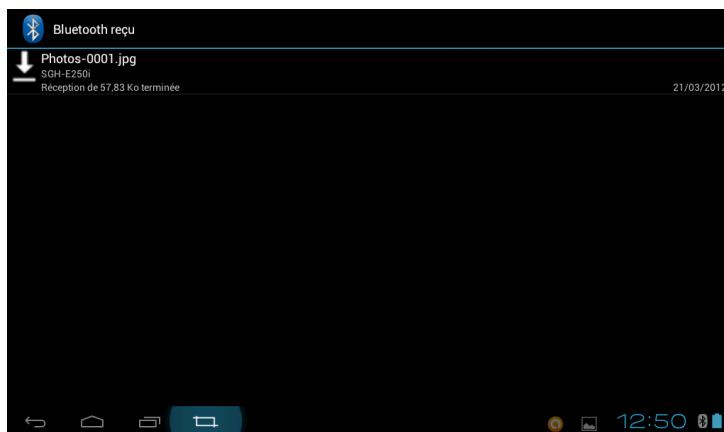 Bluetooth reçu
Photos-0001.jpg
SGH-E250i
Réception de 57,83 Ko terminée
21/03/2012
12:50